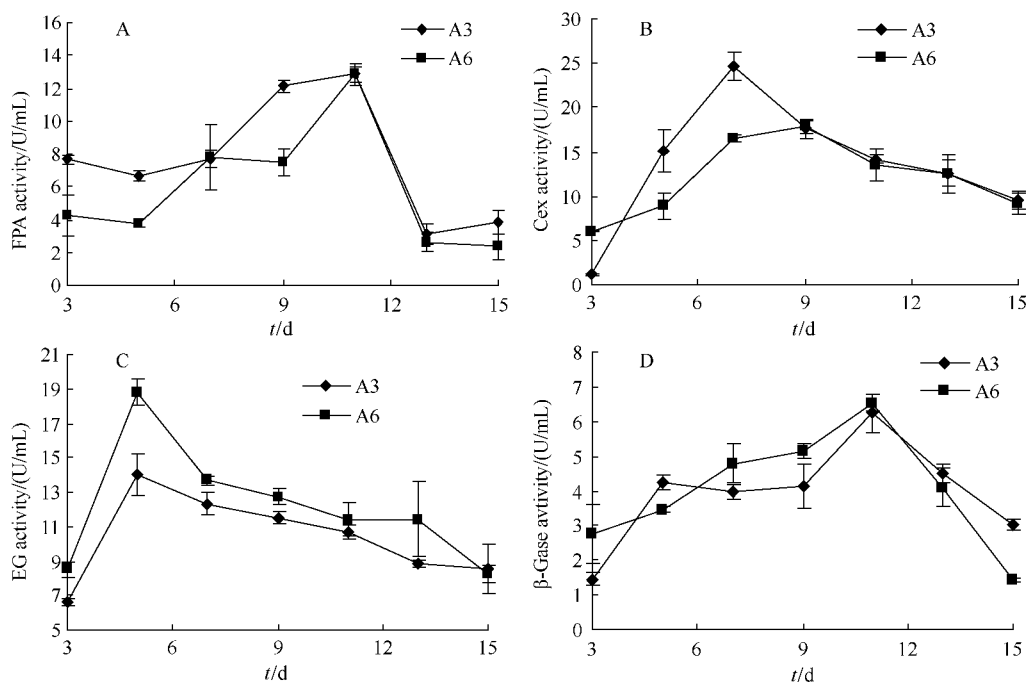 A
A3
A6
FPA activity/U/mL)
16
14
12
10
8
6
4
2
0
3
6
9
12
15
t/d
B
A3
A6
Cex activity/(U/mL)
30
25
20
15
10
5
0
3
6
9
12
15
t/d
C
A3
A6
EG activity/(U/mL)
21
19
17
15
13
11
9
7
5
3
6
9
12
15
t/d
D
A3
A6
β-Gase avtivity/(U/mL)
8
7
6
5
4
3
2
1
0
3
6
9
12
15
t/d